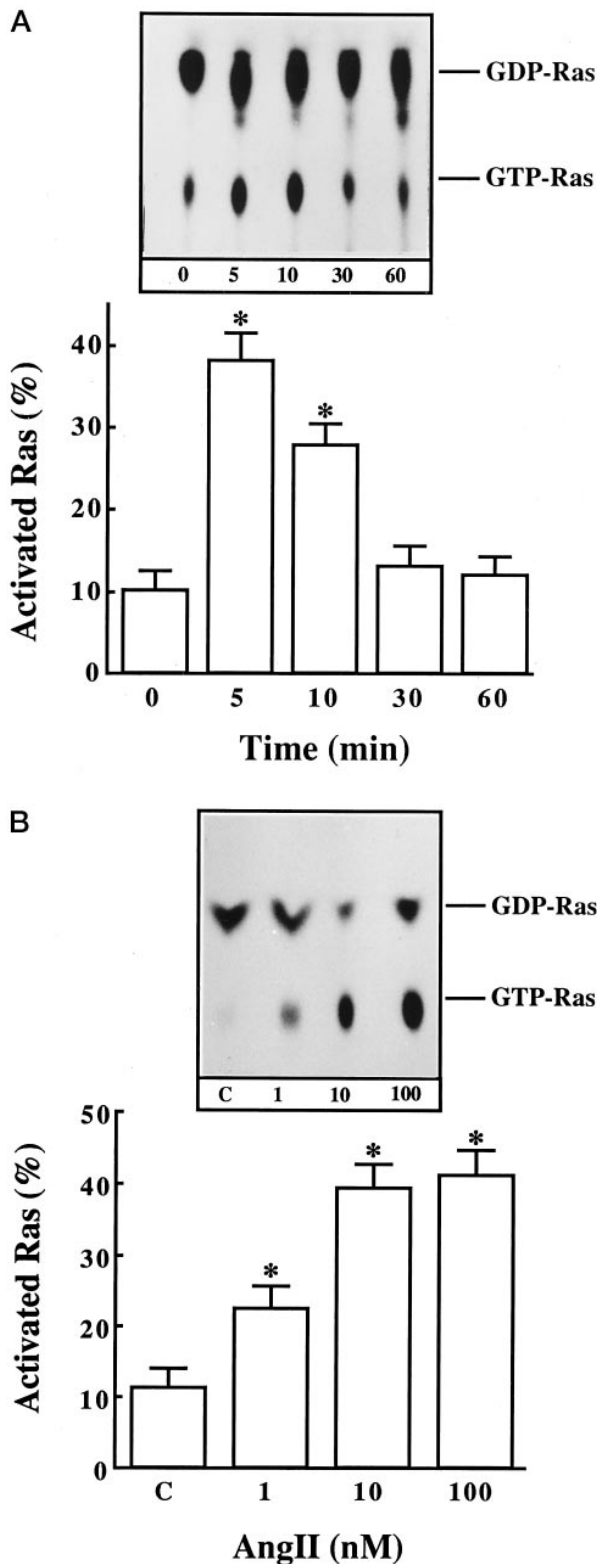 A
GDP-Ras
GTP-Ras
0 5 10 30 60
Activated Ras (%)
40
30
20
10
0
* *
0 5 10 30 60
Time (min)
B
GDP-Ras
GTP-Ras
C 1 10 100
Activated Ras (%)
50
40
30
20
10
0
* * *
C 1 10 100
AngII (nM)